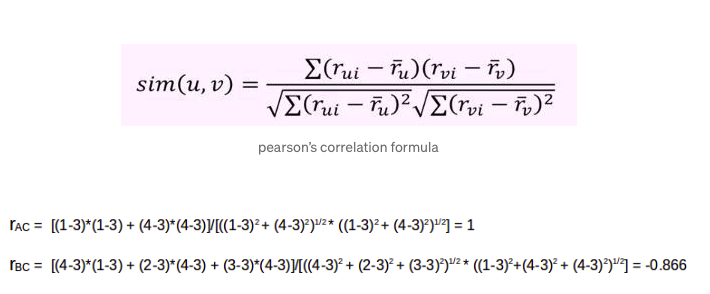 sim(u, v) = Σ(r_ui − r̄_u)(r_vi − r̄_v) / √Σ(r_ui − r̄_u)² √Σ(r_vi − r̄_v)²
pearson's correlation formula
rAC = [(1-3)*(1-3) + (4-3)*(4-3)]/[((1-3)² + (4-3)²)^1/2 * ((1-3)² + (4-3)²)^1/2] = 1
rBC = [(4-3)*(1-3) + (2-3)*(4-3) + (3-3)*(4-3)]/[((4-3)² + (2-3)² + (3-3)²)^1/2 * ((1-3)²+(4-3)² + (4-3)²)^1/2] = -0.866